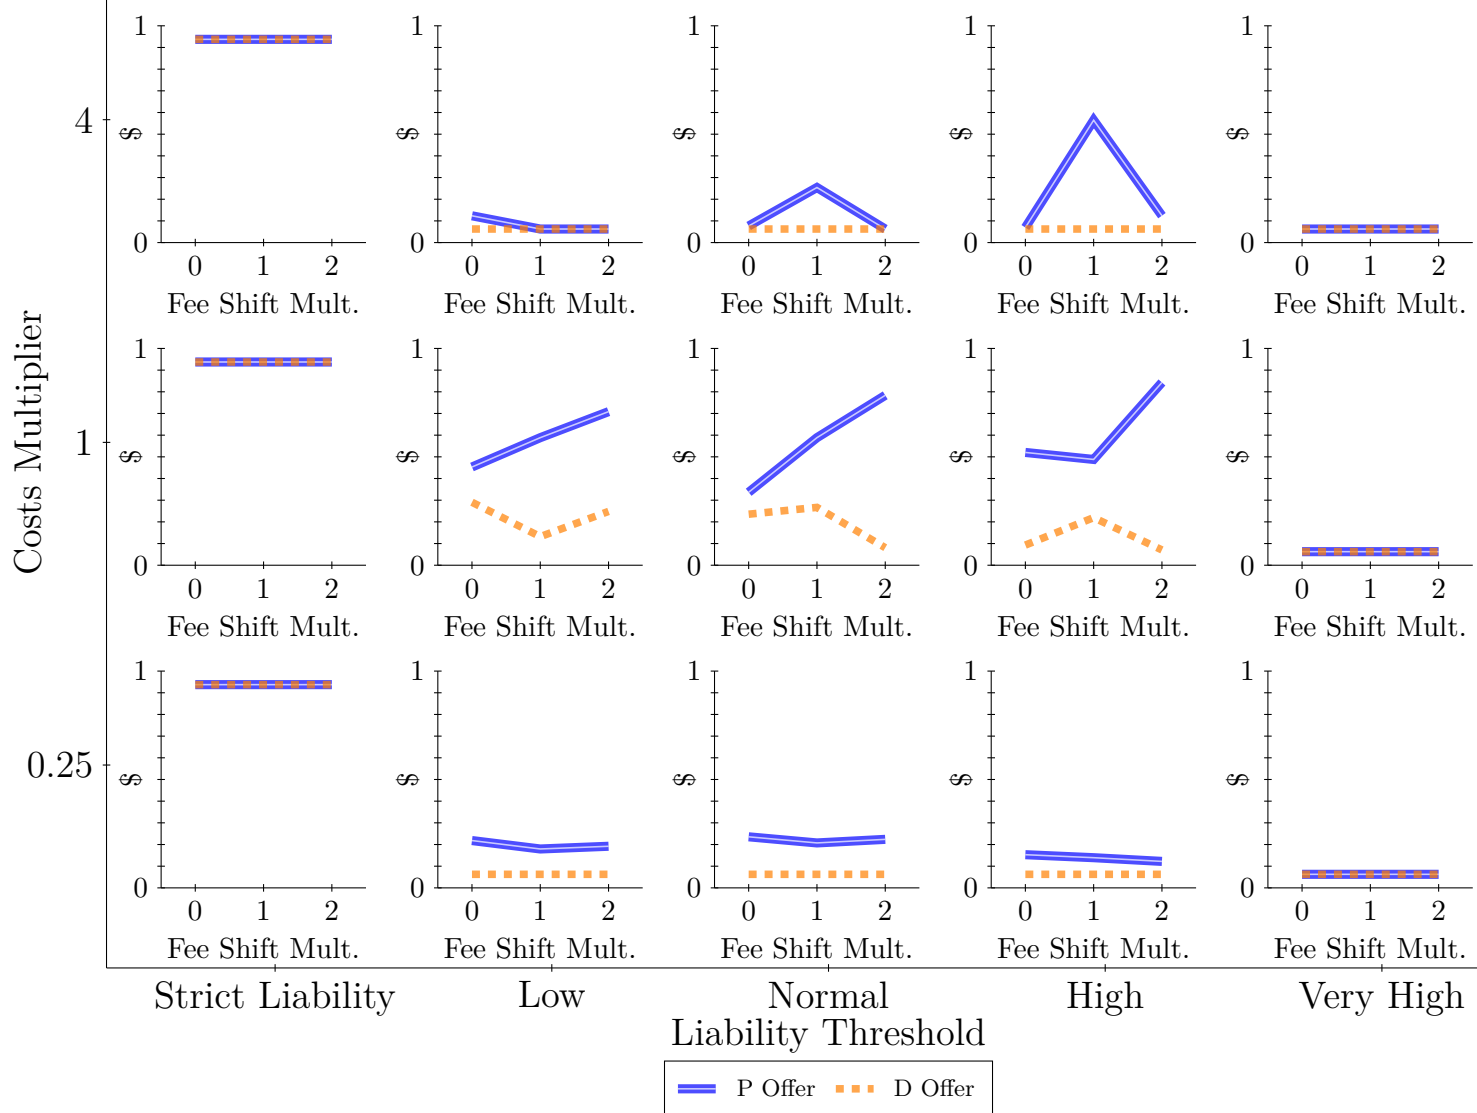 1 1 1 1 1
$ $ $ $ $
4
0 0 0 0 0
0 1 2 0 1 2 0 1 2 0 1 2 0 1 2
Fee Shift Mult. Fee Shift Mult. Fee Shift Mult. Fee Shift Mult. Fee Shift Mult.
Costs Multiplier
1 1 1 1 1
1
$ $ $ $ $
0 0 0 0 0
0 1 2 0 1 2 0 1 2 0 1 2 0 1 2
Fee Shift Mult. Fee Shift Mult. Fee Shift Mult. Fee Shift Mult. Fee Shift Mult.
1 1 1 1 1
0.25
$ $ $ $ $
0 0 0 0 0
0 1 2 0 1 2 0 1 2 0 1 2 0 1 2
Fee Shift Mult. Fee Shift Mult. Fee Shift Mult. Fee Shift Mult. Fee Shift Mult.
Strict Liability Low Normal High Very High
Liability Threshold
P Offer D Offer